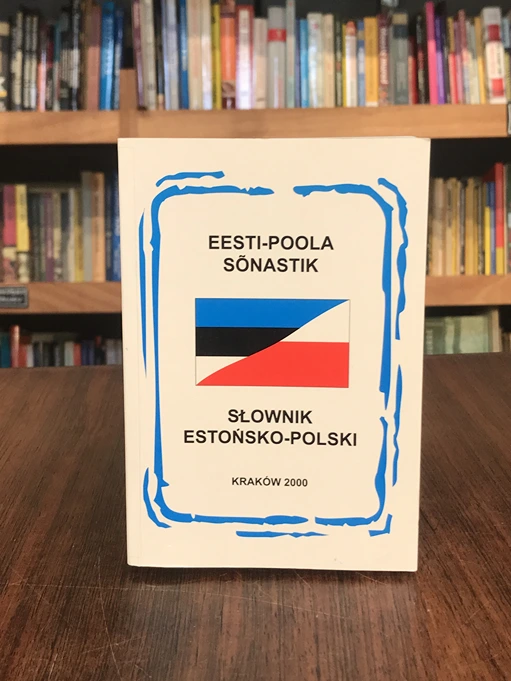 EESTI-POOLA
SÕNASTIK
SŁOWNIK
ESTOŃSKO-POLSKI
KRAKÓW 2000